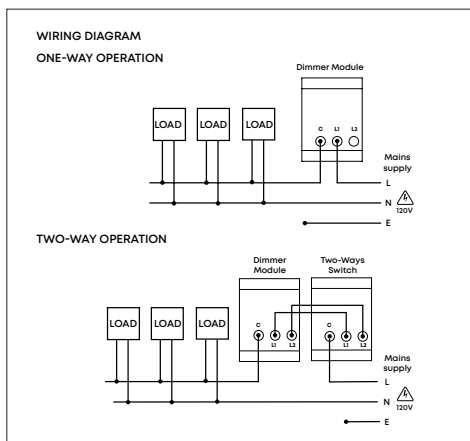 WIRING DIAGRAM
ONE-WAY OPERATION
Dimmer Module
LOAD LOAD LOAD
C L1 L2
Mains
supply
L
N
120V
E
TWO-WAY OPERATION
Dimmer
Module
Two-Ways
Switch
LOAD LOAD LOAD
C L1 L2
C L1 L2
Mains
supply
L
N
120V
E